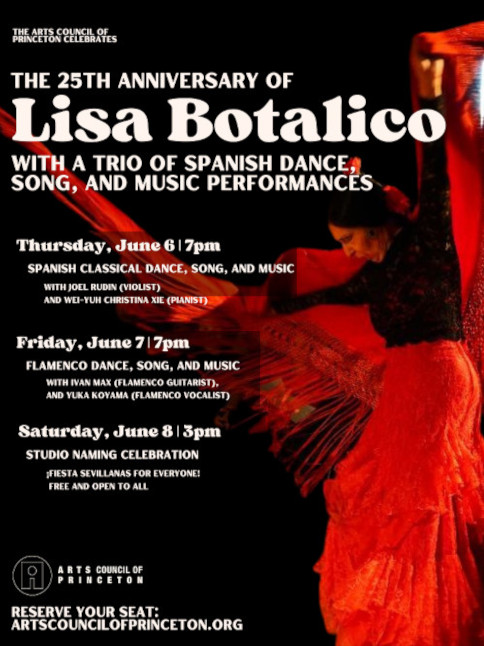 THE ARTS COUNCIL OF
PRINCETON CELEBRATES
THE 25TH ANNIVERSARY OF
Lisa Botalico
WITH A TRIO OF SPANISH DANCE,
SONG, AND MUSIC PERFORMANCES
Thursday, June 6 | 7pm
SPANISH CLASSICAL DANCE, SONG, AND MUSIC
WITH JOEL RUDIN (VIOLIST)
AND WEI-YUH CHRISTINA XIE (PIANIST)
Friday, June 7 | 7pm
FLAMENCO DANCE, SONG, AND MUSIC
WITH IVAN MAX (FLAMENCO GUITARIST),
AND YUKA KOYAMA (FLAMENCO VOCALIST)
Saturday, June 8 | 3pm
STUDIO NAMING CELEBRATION
¡FIESTA SEVILLANAS FOR EVERYONE!
FREE AND OPEN TO ALL
ARTS COUNCIL OF
PRINCETON
RESERVE YOUR SEAT:
ARTSCOUNCILOFPRINCETON.ORG